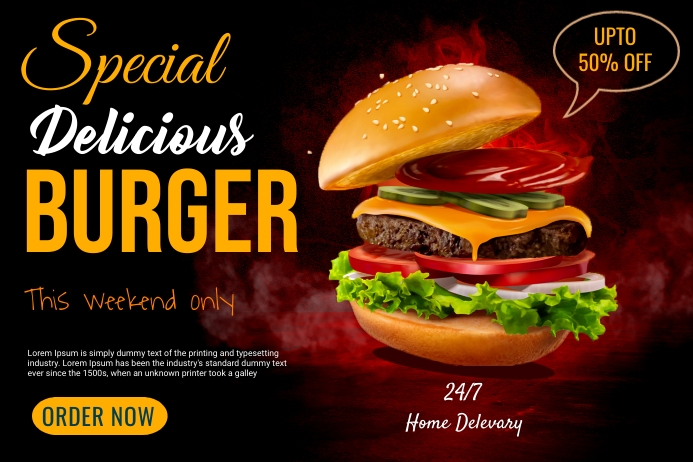 Special
Delicious
BURGER
This weekend only
Lorem Ipsum is simply dummy text of the printing and typesetting
industry. Lorem Ipsum has been the industry's standard dummy text
ever since the 1500s, when an unknown printer took a galley
ORDER NOW
UPTO
50% OFF
24/7
Home Delevary